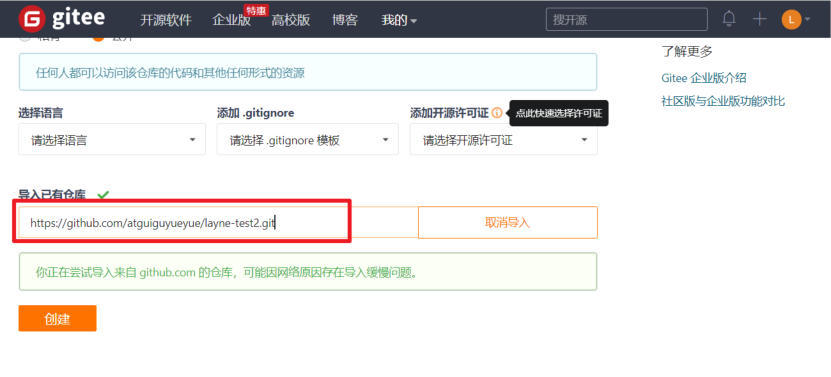 gitee 开源软件 企业版 特惠 高校版 博客 我的 搜开源 L
私有 公开
了解更多
任何人都可以访问该仓库的代码和其他任何形式的资源
Gitee 企业版介绍
社区版与企业版功能对比
选择语言 添加 .gitignore 添加开源许可证 点此快速选择许可证
请选择语言 请选择 .gitignore 模板 请选择开源许可证
导入已有仓库
https://github.com/atguiguyueyue/layne-test2.git 取消导入
你正在尝试导入来自 github.com 的仓库，可能因网络原因存在导入缓慢问题。
创建